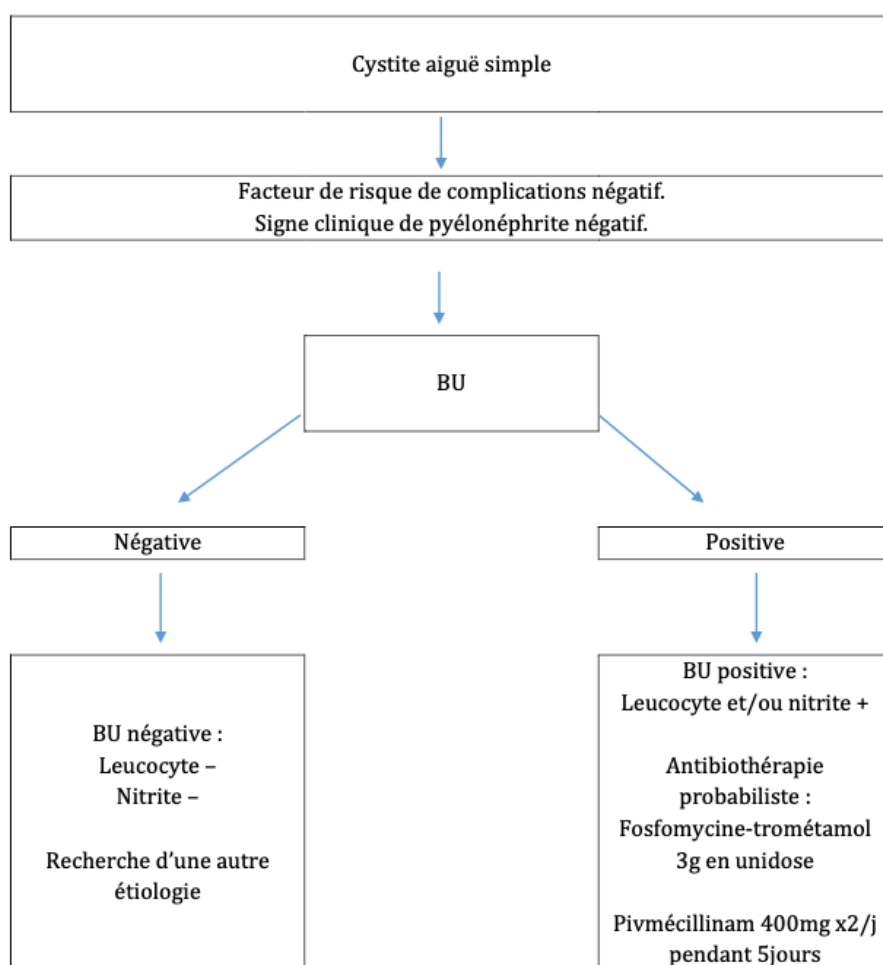 Cystite aiguë simple
Facteur de risque de complications négatif.
Signe clinique de pyélonéphrite négatif.
BU
Négative
Positive
BU négative :
Leucocyte –
Nitrite –
Recherche d’une autre
étiologie
BU positive :
Leucocyte et/ou nitrite +
Antibiothérapie
probabiliste :
Fosfomycine-trométamol
3g en unidose
Pivmécillinam 400mg x2/j
pendant 5jours